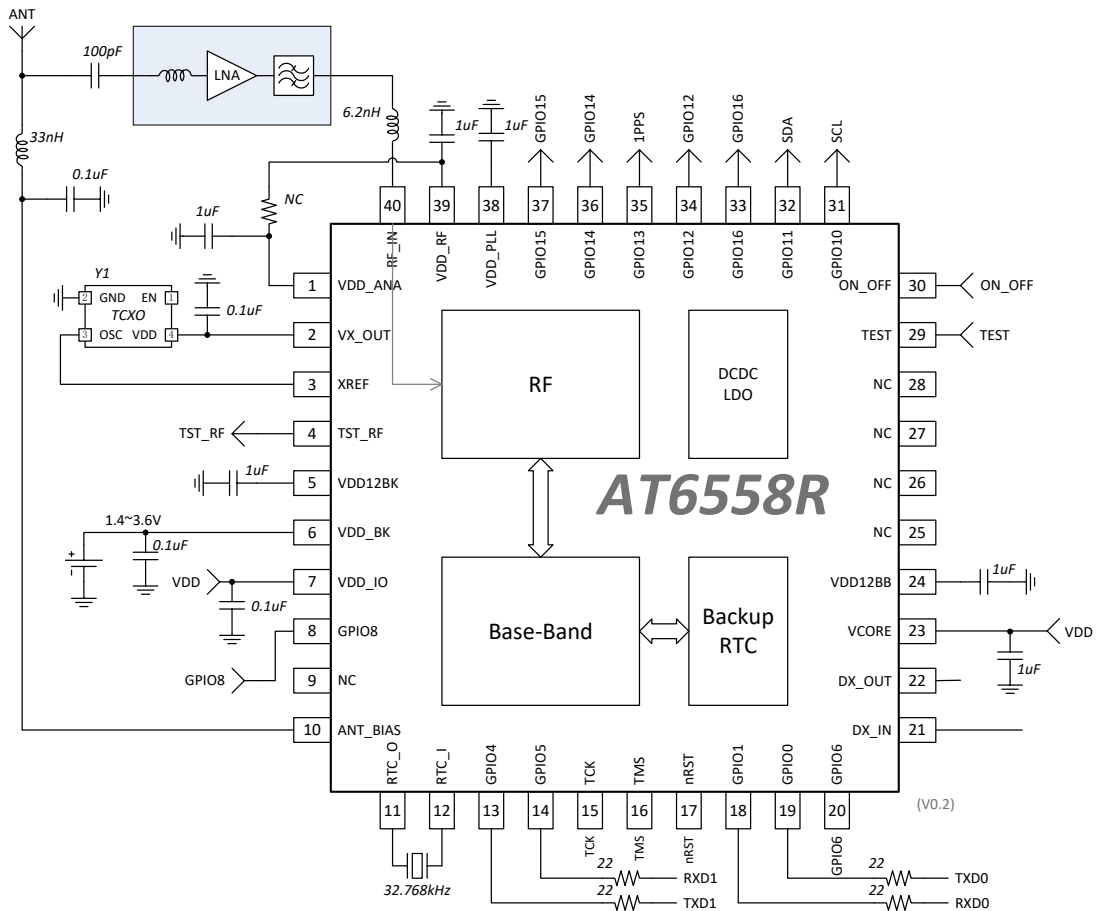 ANT
100pF
LNA
33nH
0.1uF
6.2nH
1uF
1uF
NC
1uF
GPIO15
GPIO14
1PPS
GPIO12
GPIO16
SDA
SCL
40
39
38
37
36
35
34
33
32
31
RF_IN
VDD_RF
VDD_PLL
GPIO15
GPIO14
GPIO13
GPIO12
GPIO16
GPIO11
GPIO10
Y1
2 GND EN 1
TCXO
3 OSC VDD 4
0.1uF
1 VDD_ANA
2 VX_OUT
3 XREF
TST_RF 4 TST_RF
1uF 5 VDD12BK
1.4~3.6V
+
-
0.1uF
6 VDD_BK
VDD 7 VDD_IO
0.1uF
8 GPIO8
GPIO8 9 NC
10 ANT_BIAS
RF
DCDC
LDO
AT6558R
Base-Band
Backup
RTC
ON_OFF 30 ON_OFF
TEST 29 TEST
NC 28
NC 27
NC 26
NC 25
VDD12BB 24 1uF
VCORE 23 VDD
1uF
DX_OUT 22
DX_IN 21
RTC_O
RTC_I
GPIO4
GPIO5
TCK
TMS
nRST
GPIO1
GPIO0
GPIO6
11
12
13
14
15
16
17
18
19
20
(V0.2)
TCK
TMS
nRST
GPIO6
32.768kHz
22 RXD1
22 TXD1
22 TXD0
22 RXD0